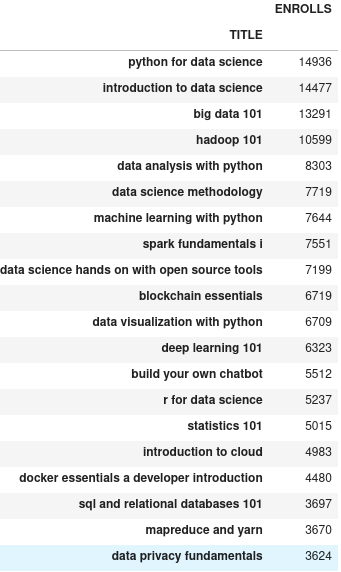 ENROLLS
TITLE
python for data science 14936
introduction to data science 14477
big data 101 13291
hadoop 101 10599
data analysis with python 8303
data science methodology 7719
machine learning with python 7644
spark fundamentals i 7551
data science hands on with open source tools 7199
blockchain essentials 6719
data visualization with python 6709
deep learning 101 6323
build your own chatbot 5512
r for data science 5237
statistics 101 5015
introduction to cloud 4983
docker essentials a developer introduction 4480
sql and relational databases 101 3697
mapreduce and yarn 3670
data privacy fundamentals 3624